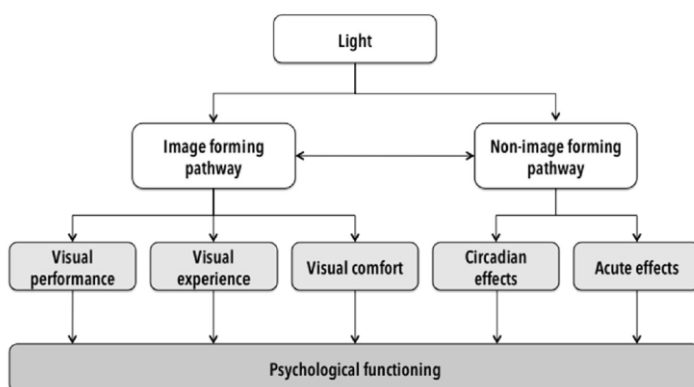 Light
Image forming
pathway
Non-image forming
pathway
Visual
performance
Visual
experience
Visual comfort
Circadian
effects
Acute effects
Psychological functioning